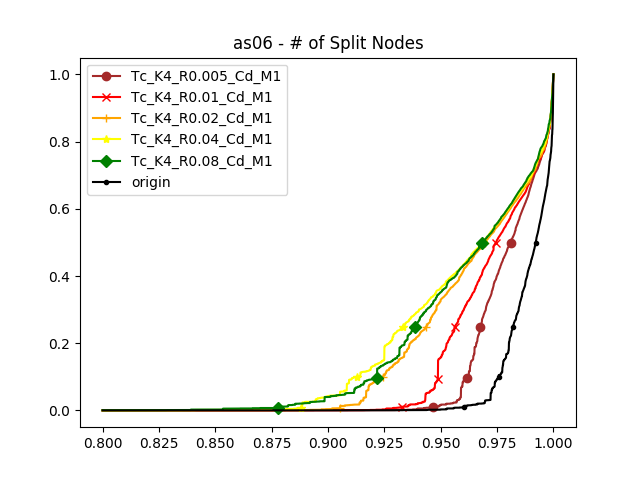 as06 - # of Split Nodes
Tc_K4_R0.005_Cd_M1
Tc_K4_R0.01_Cd_M1
Tc_K4_R0.02_Cd_M1
Tc_K4_R0.04_Cd_M1
Tc_K4_R0.08_Cd_M1
origin
1.0
0.8
0.6
0.4
0.2
0.0
0.800 0.825 0.850 0.875 0.900 0.925 0.950 0.975 1.000